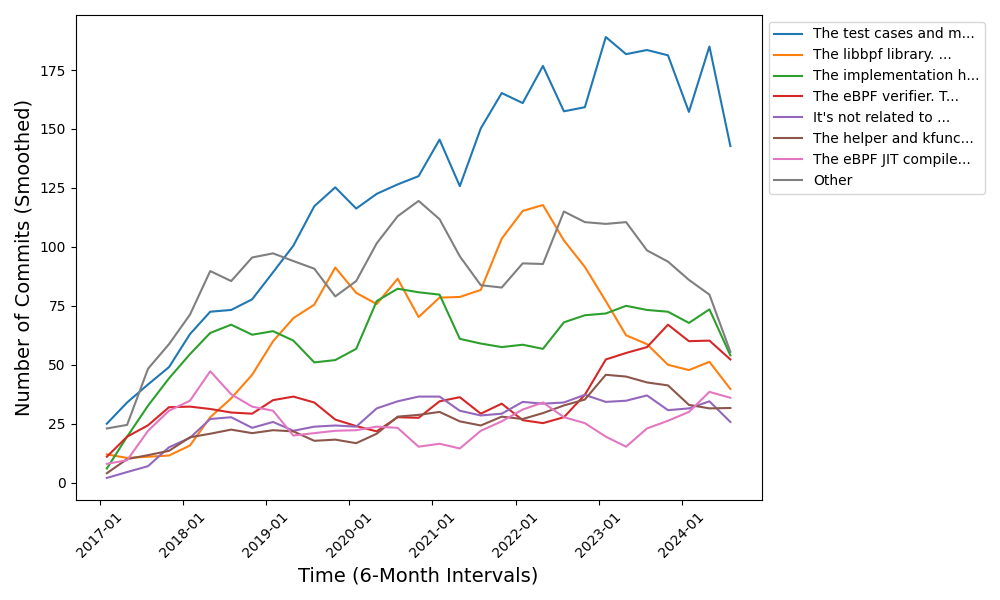 Number of Commits (Smoothed)
175
150
125
100
75
50
25
0
2017-01
2018-01
2019-01
2020-01
2021-01
2022-01
2023-01
2024-01
Time (6-Month Intervals)
The test cases and m...
The libbpf library. ...
The implementation h...
The eBPF verifier. T...
It's not related to ...
The helper and kfunc...
The eBPF JIT compile...
Other